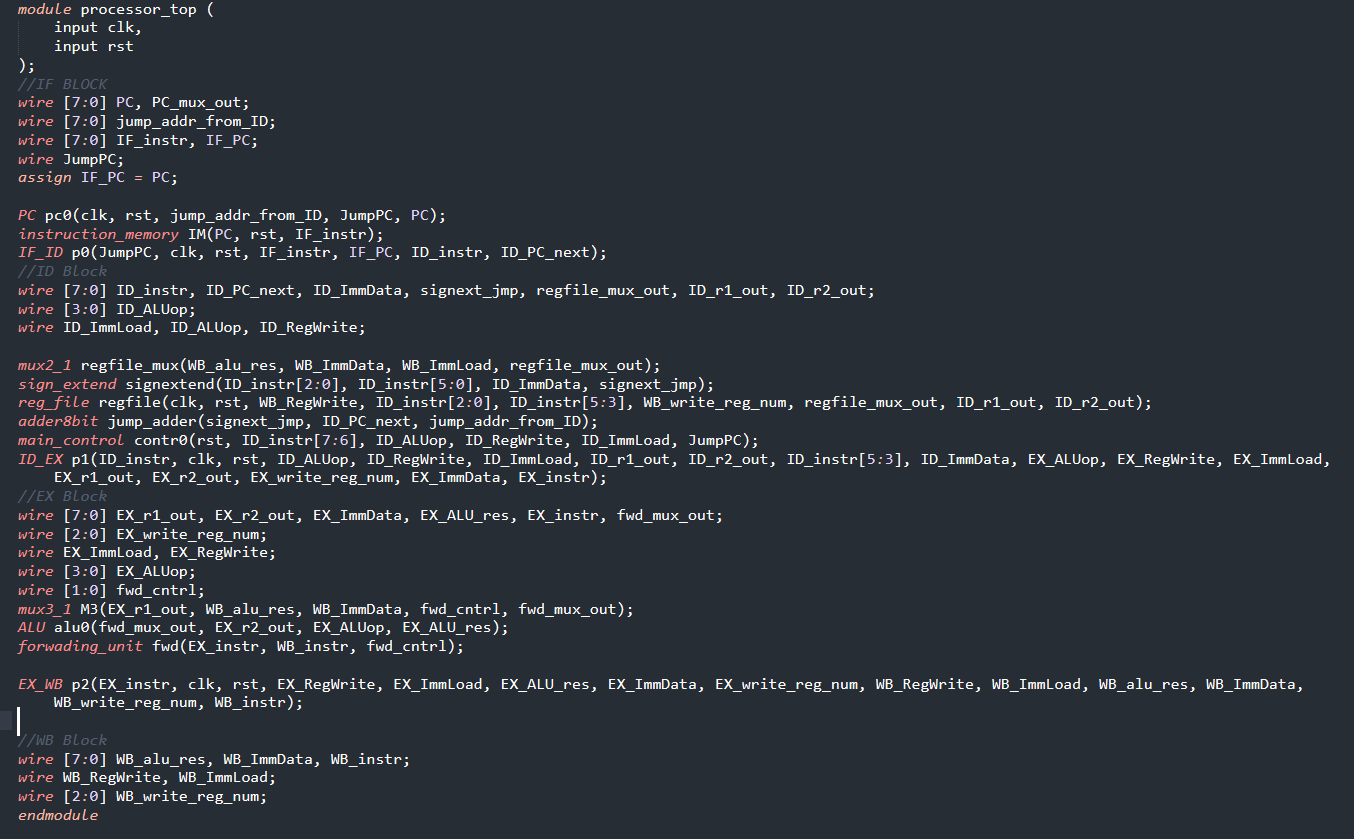 module processor_top (
    input clk,
    input rst
);
//IF BLOCK
wire [7:0] PC, PC_mux_out;
wire [7:0] jump_addr_from_ID;
wire [7:0] IF_instr, IF_PC;
wire JumpPC;
assign IF_PC = PC;

PC pc0(clk, rst, jump_addr_from_ID, JumpPC, PC);
instruction_memory IM(PC, rst, IF_instr);
IF_ID p0(JumpPC, clk, rst, IF_instr, IF_PC, ID_instr, ID_PC_next);
//ID Block
wire [7:0] ID_instr, ID_PC_next, ID_ImmData, signext_jmp, regfile_mux_out, ID_r1_out, ID_r2_out;
wire [3:0] ID_ALUop;
wire ID_ImmLoad, ID_ALUop, ID_RegWrite;

mux2_1 regfile_mux(WB_alu_res, WB_ImmData, WB_ImmLoad, regfile_mux_out);
sign_extend signextend(ID_instr[2:0], ID_instr[5:0], ID_ImmData, signext_jmp);
reg_file regfile(clk, rst, WB_RegWrite, ID_instr[2:0], ID_instr[5:3], WB_write_reg_num, regfile_mux_out, ID_r1_out, ID_r2_out);
adder8bit jump_adder(signext_jmp, ID_PC_next, jump_addr_from_ID);
main_control contr0(rst, ID_instr[7:6], ID_ALUop, ID_RegWrite, ID_ImmLoad, JumpPC);
ID_EX p1(ID_instr, clk, rst, ID_ALUop, ID_RegWrite, ID_ImmLoad, ID_r1_out, ID_r2_out, ID_instr[5:3], ID_ImmData, EX_ALUop, EX_RegWrite, EX_ImmLoad,
    EX_r1_out, EX_r2_out, EX_write_reg_num, EX_ImmData, EX_instr);
//EX Block
wire [7:0] EX_r1_out, EX_r2_out, EX_ImmData, EX_ALU_res, EX_instr, fwd_mux_out;
wire [2:0] EX_write_reg_num;
wire EX_ImmLoad, EX_RegWrite;
wire [3:0] EX_ALUop;
wire [1:0] fwd_cntrl;
mux3_1 M3(EX_r1_out, WB_alu_res, WB_ImmData, fwd_cntrl, fwd_mux_out);
ALU alu0(fwd_mux_out, EX_r2_out, EX_ALUop, EX_ALU_res);
forwading_unit fwd(EX_instr, WB_instr, fwd_cntrl);

EX_WB p2(EX_instr, clk, rst, EX_RegWrite, EX_ImmLoad, EX_ALU_res, EX_ImmData, EX_write_reg_num, WB_RegWrite, WB_ImmLoad, WB_alu_res, WB_ImmData,
    WB_write_reg_num, WB_instr);

//WB Block
wire [7:0] WB_alu_res, WB_ImmData, WB_instr;
wire WB_RegWrite, WB_ImmLoad;
wire [2:0] WB_write_reg_num;
endmodule